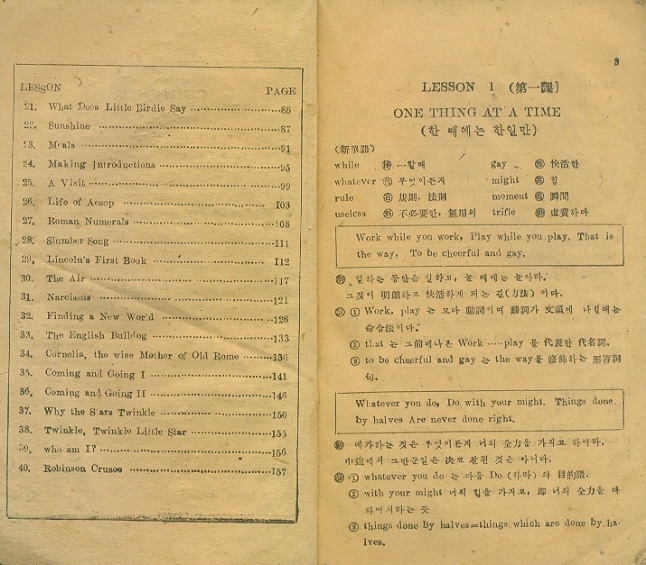 LESSON PAGE
21. What Does Little Birdie Say 86
22. Sunshine 87
23. Meals 91
24. Making Introductions 95
25. A Visit 99
26. Life of Aesop 103
27. Roman Numerals 108
28. Slumber Song 111
29. Lincoln's First Book 112
30. The Air 117
31. Narcissus 121
32. Finding a New World 126
33. The English Bulldog 133
34. Cornelia, the wise Mother of Old Rome 136
35. Coming and Going I 141
36. Coming and Going II 146
37. Why the Stars Twinkle 150
38. Twinkle, Twinkle Little Star 155
39. who am I? 156
40. Robinson Crusoe 157
3
LESSON 1 (第一課)
ONE THING AT A TIME
(한 때에는 한일만)
(新單語)
while …할때 gay 快活한
whatever 무엇이든지 might 힘
rule 規則, 法則 moment 瞬間
useless 不必要한, 無用의 trifle 虛費하다
Work while you work, Play while you play. That is
the way, To be cheerful and gay.
일하는 동안은 일하고, 놀 때에는 놀아라.
그것이 明朗하고 快活하게 되는 길(方法) 이다.
① Work, play 는 모다 動詞이며 動詞가 文頭에 나설때는
命令法이다.
② that 는 그前에나온 Work ……play 를 代表한 代名詞.
③ to be cheerful and gay 는 the way를 修飾하는 形容詞
句.
Whatever you do, Do with your might. Things done
by halves Are never done right.
네가하는 것은 무엇이든지 너의 全力을 가지고 하여라.
中途에서 그만둔일은 決코 잘된 것은 아니다.
① whatever you do 는 다음 Do (하라) 의 目的語.
② with your might 너의 힘을 가지고, 即 너의 全力을 다
하여서라는 뜻
③ things done by halves=things which are done by ha-
lves.